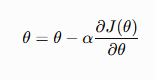 θ = θ − α ∂J(θ) / ∂θ